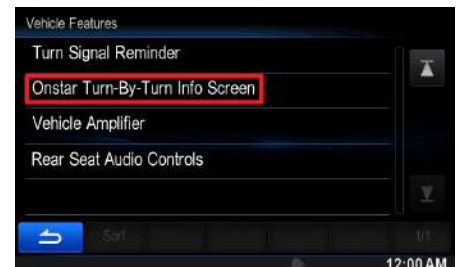 Vehicle Features
Turn Signal Reminder
Onstar Turn-By-Turn Info Screen
Vehicle Amplifier
Rear Seat Audio Controls
Sort
1/1
12:00 AM